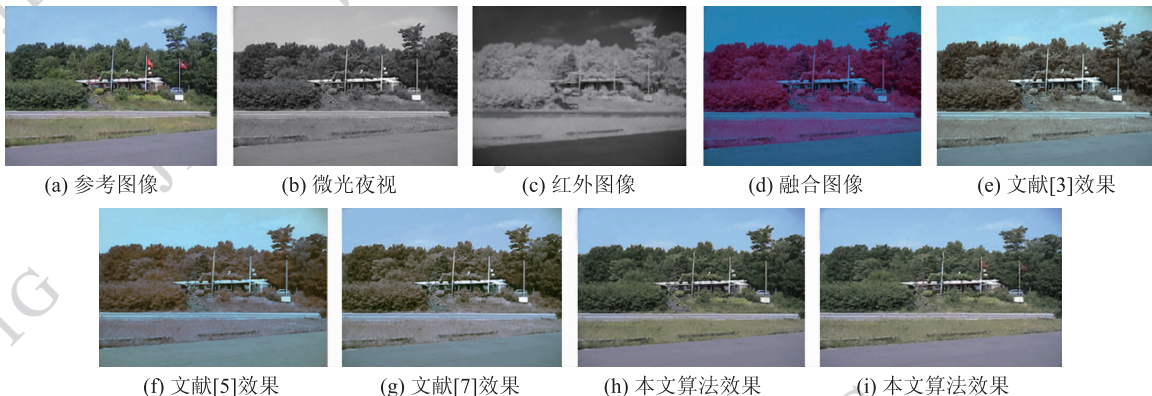 (a) 参考图像
(b) 微光夜视
(c) 红外图像
(d) 融合图像
(e) 文献[3]效果
(f) 文献[5]效果
(g) 文献[7]效果
(h) 本文算法效果
(i) 本文算法效果
IG